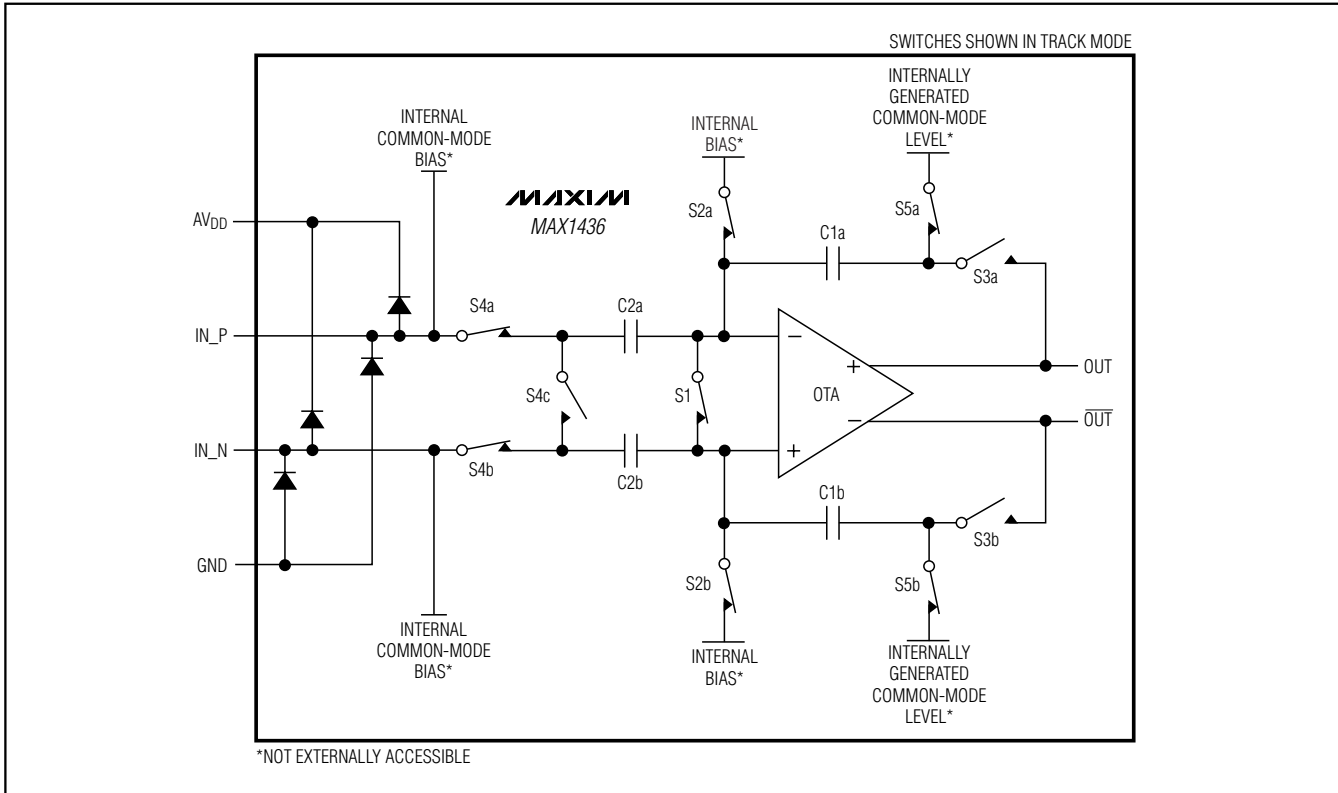 SWITCHES SHOWN IN TRACK MODE
INTERNAL
COMMON-MODE
BIAS*
INTERNAL
BIAS*
INTERNALLY
GENERATED
COMMON-MODE
LEVEL*
MAXIM
MAX1436
AVDD
S2a
S5a
C1a
S3a
S4a
C2a
IN_P
OUT
S4c
S1
OTA
− + − +
OUT
IN_N
S4b
C2b
C1b
S3b
GND
S2b
S5b
INTERNAL
COMMON-MODE
BIAS*
INTERNAL
BIAS*
INTERNALLY
GENERATED
COMMON-MODE
LEVEL*
*NOT EXTERNALLY ACCESSIBLE